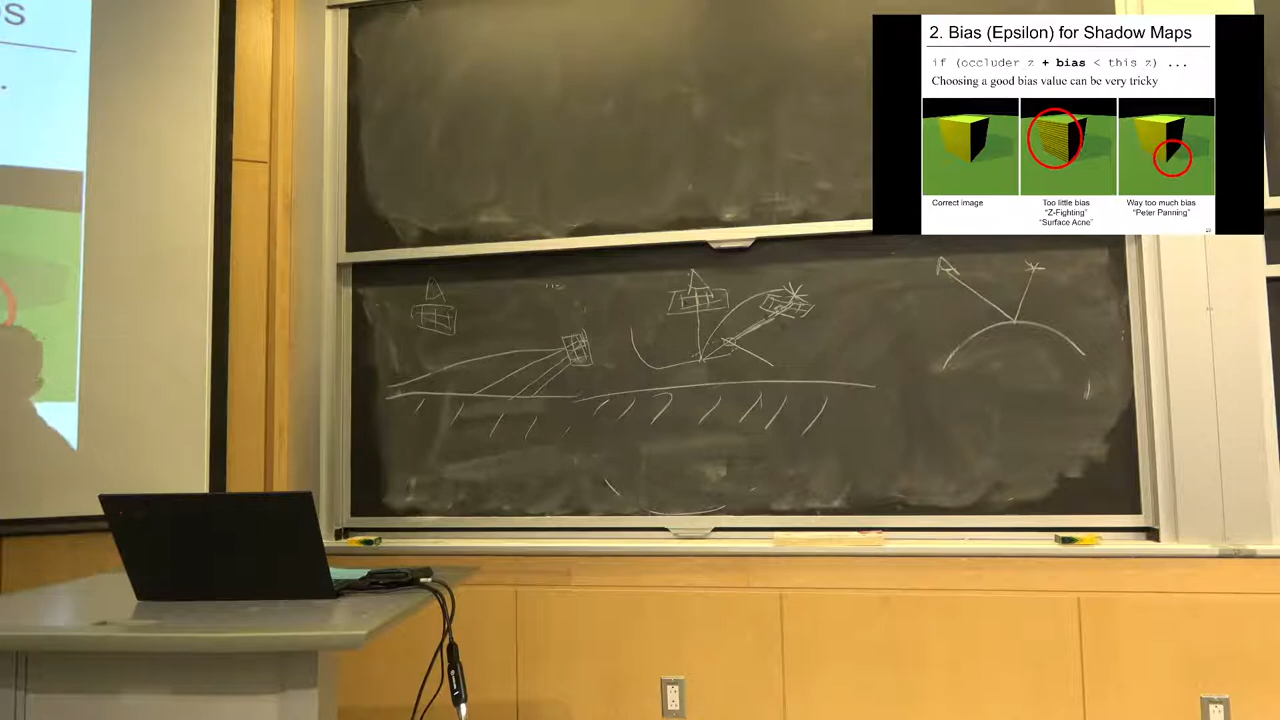 2. Bias (Epsilon) for Shadow Maps
if (occluder z + bias < this z) ...
Choosing a good bias value can be very tricky
Correct image
Too little bias
"Z-Fighting"
"Surface Acne"
Way too much bias
"Peter Panning"